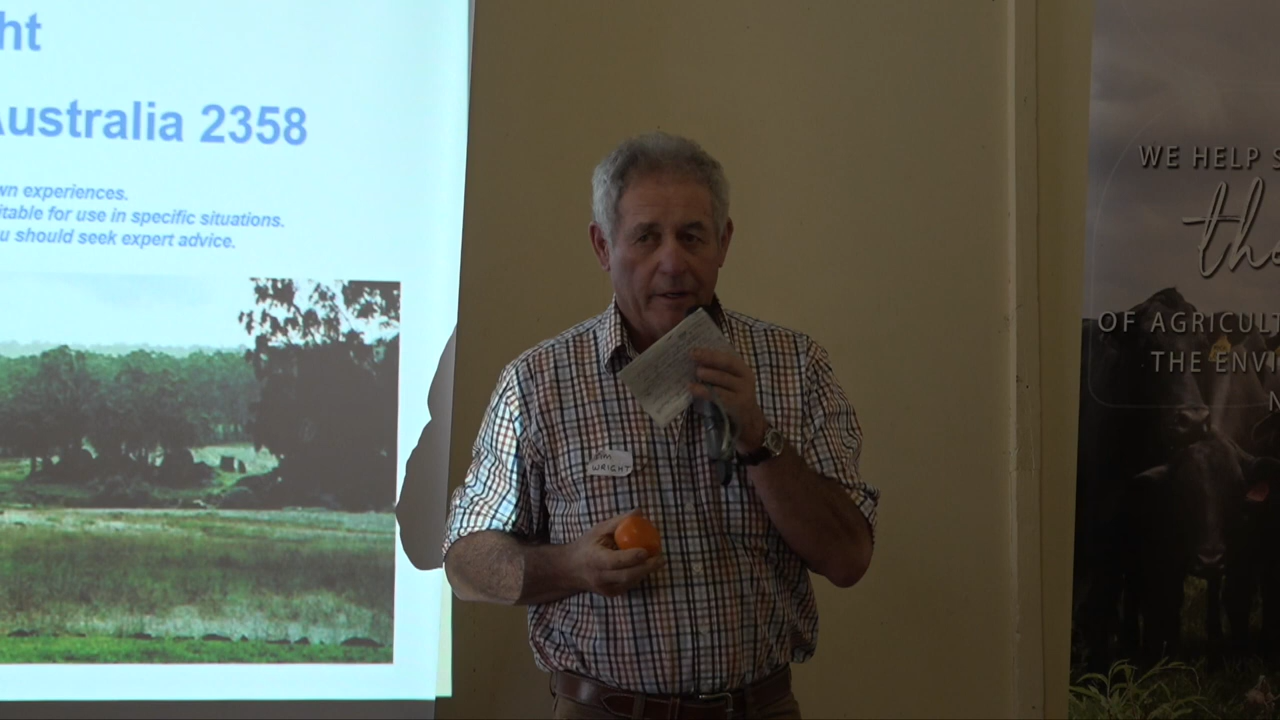 ht
Australia 2358
wn experiences.
itable for use in specific situations.
u should seek expert advice.
WRIGHT
WE HELP S
tho
OF AGRICULT
THE ENVI
N